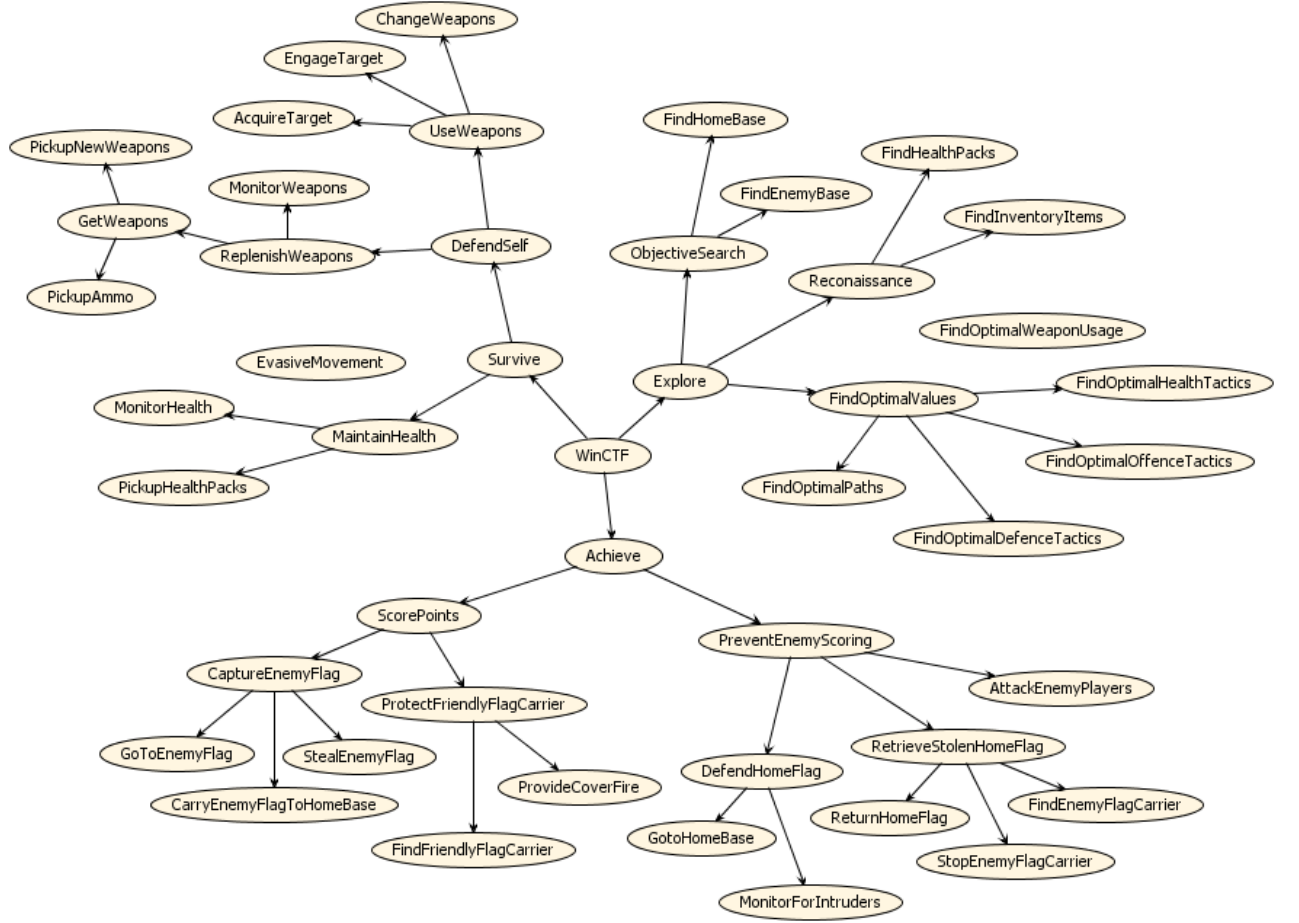 ChangeWeapons
EngageTarget
AcquireTarget
UseWeapons
PickupNewWeapons
MonitorWeapons
GetWeapons
ReplenishWeapons
DefendSelf
PickupAmmo
FindHomeBase
FindHealthPacks
FindEnemyBase
FindInventoryItems
ObjectiveSearch
Reconaissance
FindOptimalWeaponUsage
EvasiveMovement
Survive
Explore
FindOptimalValues
FindOptimalHealthTactics
MonitorHealth
MaintainHealth
WinCTF
FindOptimalOffenceTactics
PickupHealthPacks
FindOptimalPaths
FindOptimalDefenceTactics
Achieve
ScorePoints
PreventEnemyScoring
CaptureEnemyFlag
ProtectFriendlyFlagCarrier
AttackEnemyPlayers
GoToEnemyFlag
StealEnemyFlag
RetrieveStolenHomeFlag
DefendHomeFlag
ProvideCoverFire
CarryEnemyFlagToHomeBase
FindEnemyFlagCarrier
ReturnHomeFlag
GotoHomeBase
FindFriendlyFlagCarrier
StopEnemyFlagCarrier
MonitorForIntruders